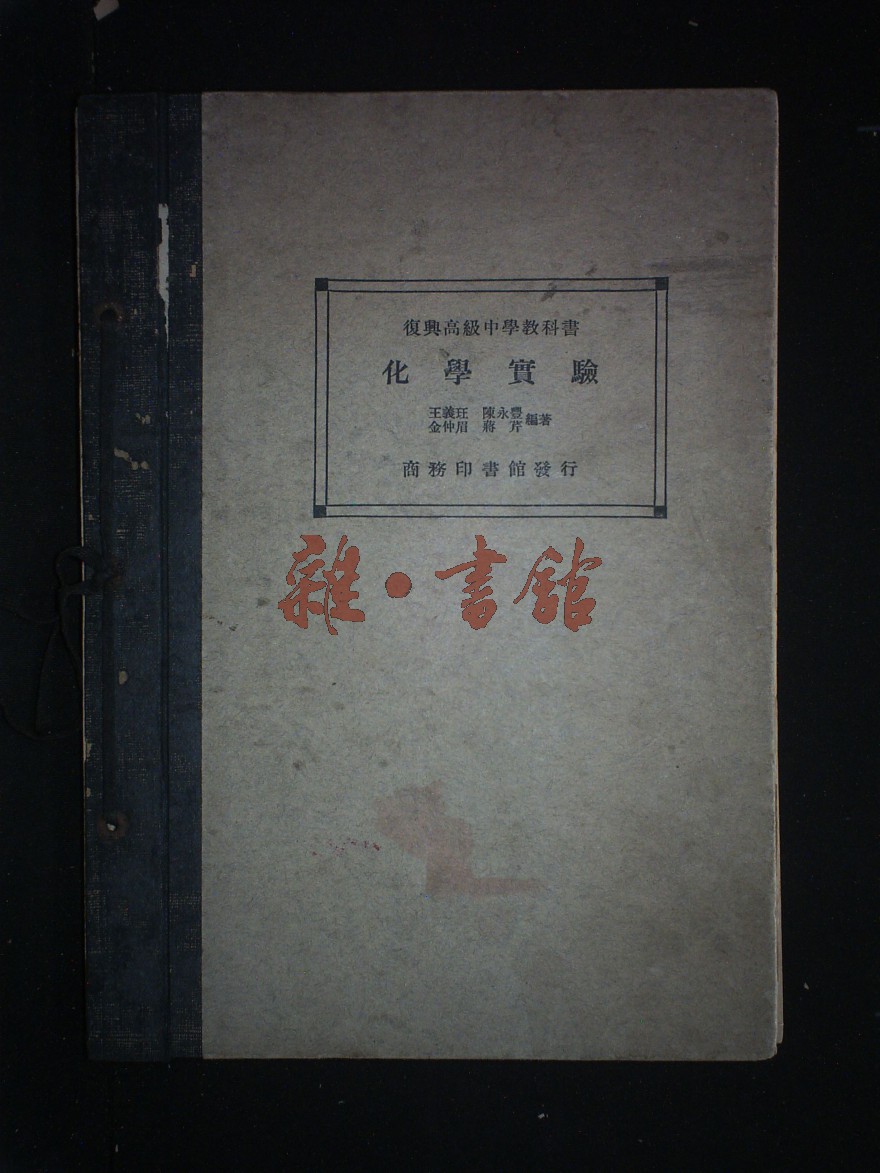 復興高級中學教科書
化學實驗
王義珏 陳永豐
金仲眉 蔣芹 編著
商務印書館發行
雜·書館